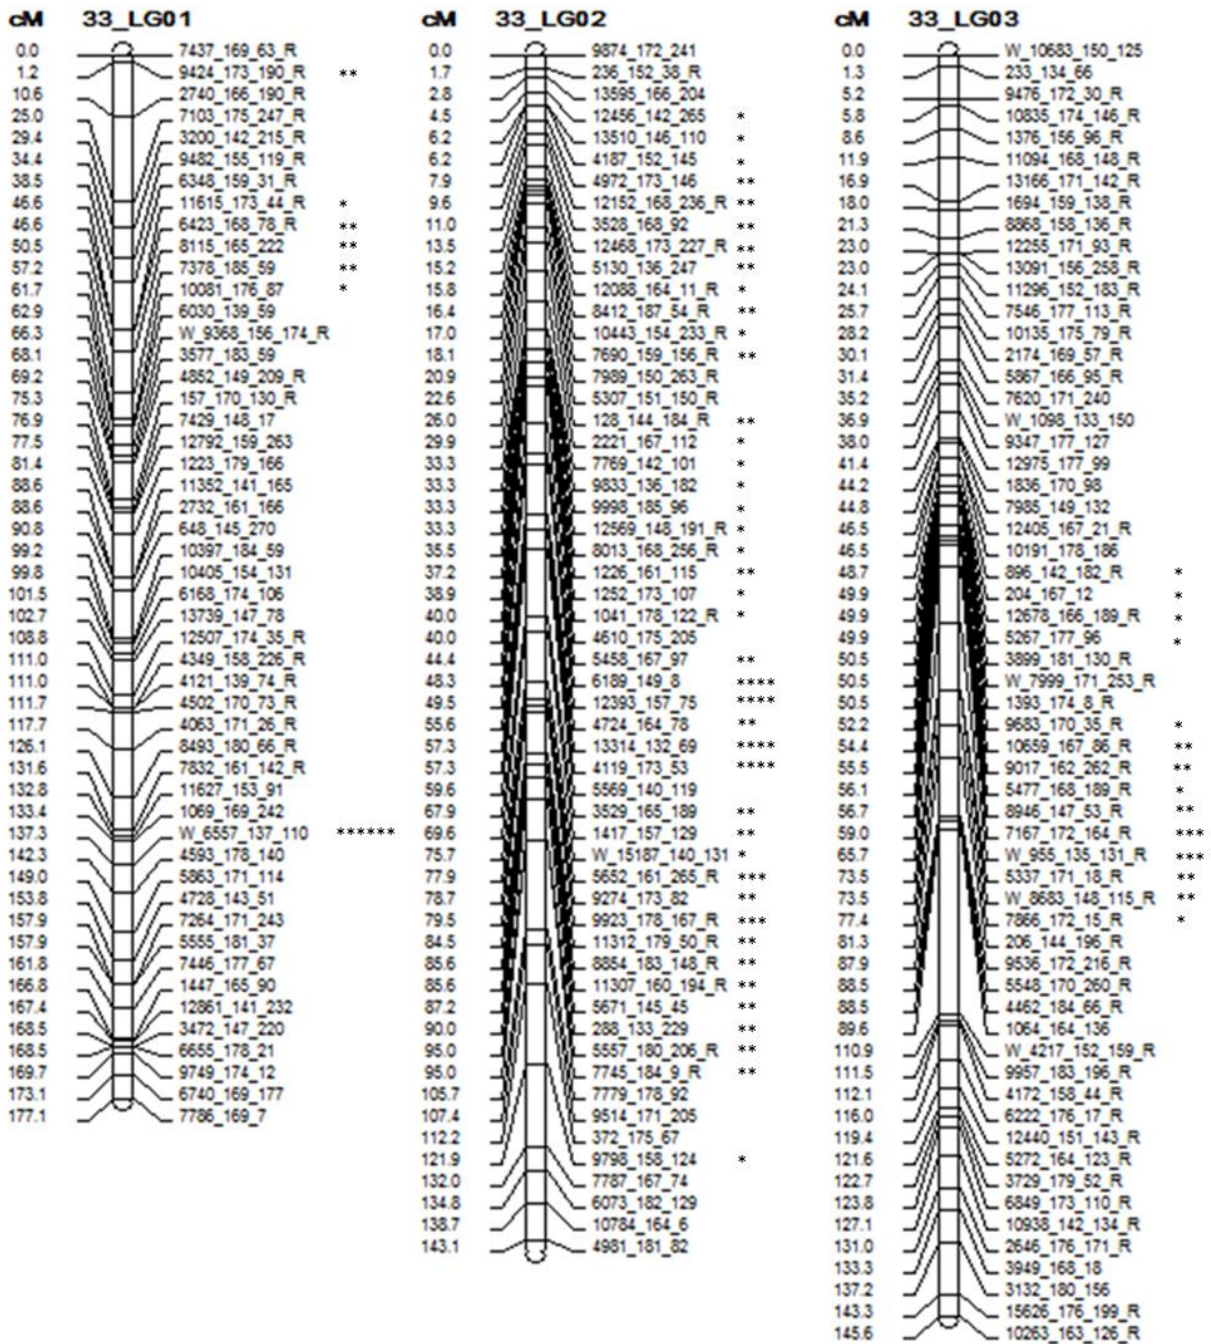 cM 33_LG01
0.0 7437_169_63_R
1.2 9424_173_190_R **
10.6 2740_166_190_R
25.0 7103_175_247_R
29.4 3200_142_215_R
34.4 9482_155_119_R
38.5 6348_159_31_R
46.6 11615_173_44_R *
46.6 6423_168_78_R **
50.5 8115_165_222 **
57.2 7378_185_59 **
61.7 10081_176_87 *
62.9 6030_139_59
66.3 W_9368_156_174_R
68.1 3577_183_59
69.2 4852_149_209_R
75.3 157_170_130_R
76.9 7429_148_17
77.5 12792_159_263
81.4 1223_179_166
88.6 11352_141_165
88.6 2732_161_166
90.8 648_145_270
99.2 10397_184_59
99.8 10405_154_131
101.5 6168_174_106
102.7 13739_147_78
108.8 12507_174_35_R
111.0 4349_158_226_R
111.0 4121_139_74_R
111.7 4502_170_73_R
117.7 4063_171_26_R
126.1 8493_180_66_R
131.6 7832_161_142_R
132.8 11627_153_91
133.4 1069_169_242
137.3 W_6557_137_110 ******
142.3 4593_178_140
149.0 5863_171_114
153.8 4728_143_51
157.9 7264_171_243
157.9 5555_181_37
161.8 7446_177_67
166.8 1447_165_90
167.4 12861_141_232
168.5 3472_147_220
168.5 6655_178_21
169.7 9749_174_12
173.1 6740_169_177
177.1 7786_169_7
cM 33_LG02
0.0 9874_172_241
1.7 236_152_38_R
2.8 13595_166_204
4.5 12456_142_265 *
6.2 13510_146_110 *
6.2 4187_152_145 *
7.9 4972_173_146 **
9.6 12152_168_236_R **
11.0 3528_168_92 **
13.5 12468_173_227_R **
15.2 5130_136_247 **
15.8 12088_164_11_R *
16.4 8412_187_54_R **
17.0 10443_154_233_R *
18.1 7690_159_156_R **
20.9 7989_150_263_R
22.6 5307_151_150_R
26.0 128_144_184_R **
29.9 2221_167_112 *
33.3 7769_142_101 *
33.3 9833_136_182 *
33.3 9998_185_96 *
33.3 12569_148_191_R *
35.5 8013_168_256_R *
37.2 1226_161_115 **
38.9 1252_173_107 *
40.0 1041_178_122_R *
40.0 4610_175_205
44.4 5458_167_97 **
48.3 6189_149_8 ****
49.5 12393_157_75 ****
55.6 4724_164_78 **
57.3 13314_132_69 ****
57.3 4119_173_53 ****
59.6 5569_140_119
67.9 3529_165_189 **
69.6 1417_157_129 **
75.7 W_15187_140_131 *
77.9 5652_161_265_R ***
78.7 9274_173_82 **
79.5 9923_178_167_R ***
84.5 11312_179_50_R **
85.6 8854_183_148_R **
85.6 11307_160_194_R **
87.2 5671_145_45 **
90.0 288_133_229 **
95.0 5557_180_206_R **
95.0 7745_184_9_R **
105.7 7779_178_92
107.4 9514_171_205
112.2 372_175_67
121.9 9798_158_124 *
132.0 7787_167_74
134.8 6073_182_129
138.7 10784_164_6
143.1 4981_181_82
cM 33_LG03
0.0 W_10683_150_125
1.3 233_134_66
5.2 9476_172_30_R
5.8 10835_174_146_R
8.6 1376_156_96_R
11.9 11094_168_148_R
16.9 13166_171_142_R
18.0 1694_159_138_R
21.3 8868_158_136_R
23.0 12255_171_93_R
23.0 13091_156_258_R
24.1 11296_152_183_R
25.7 7546_177_113_R
28.2 10135_175_79_R
30.1 2174_169_57_R
31.4 5867_166_95_R
35.2 7620_171_240
36.9 W_1098_133_150
38.0 9347_177_127
41.4 12975_177_99
44.2 1836_170_98
44.8 7985_149_132
46.5 12405_167_21_R
46.5 10191_178_186
48.7 896_142_182_R *
49.9 204_167_12 *
49.9 12678_166_189_R *
49.9 5267_177_96 *
50.5 3899_181_130_R
50.5 W_7999_171_253_R
50.5 1393_174_8_R
52.2 9683_170_35_R *
54.4 10659_167_86_R **
55.5 9017_162_262_R **
56.1 5477_168_189_R *
56.7 8946_147_53_R **
59.0 7167_172_164_R ***
65.7 W_955_135_131_R ***
73.5 5337_171_18_R **
73.5 W_8683_148_115_R **
77.4 7866_172_15_R *
81.3 206_144_196_R
87.9 9536_172_216_R
88.5 5548_170_260_R
88.5 4462_184_66_R
89.6 1064_164_136
110.9 W_4217_152_159_R
111.5 9957_183_196_R
112.1 4172_158_44_R
116.0 6222_176_17_R
119.4 12440_151_143_R
121.6 5272_164_123_R
122.7 3729_179_52_R
123.8 6849_173_110_R
127.1 10938_142_134_R
131.0 2646_176_171_R
133.3 3949_168_18
137.2 3132_180_156
143.3 15626_176_199_R
145.6 10263_163_126_R